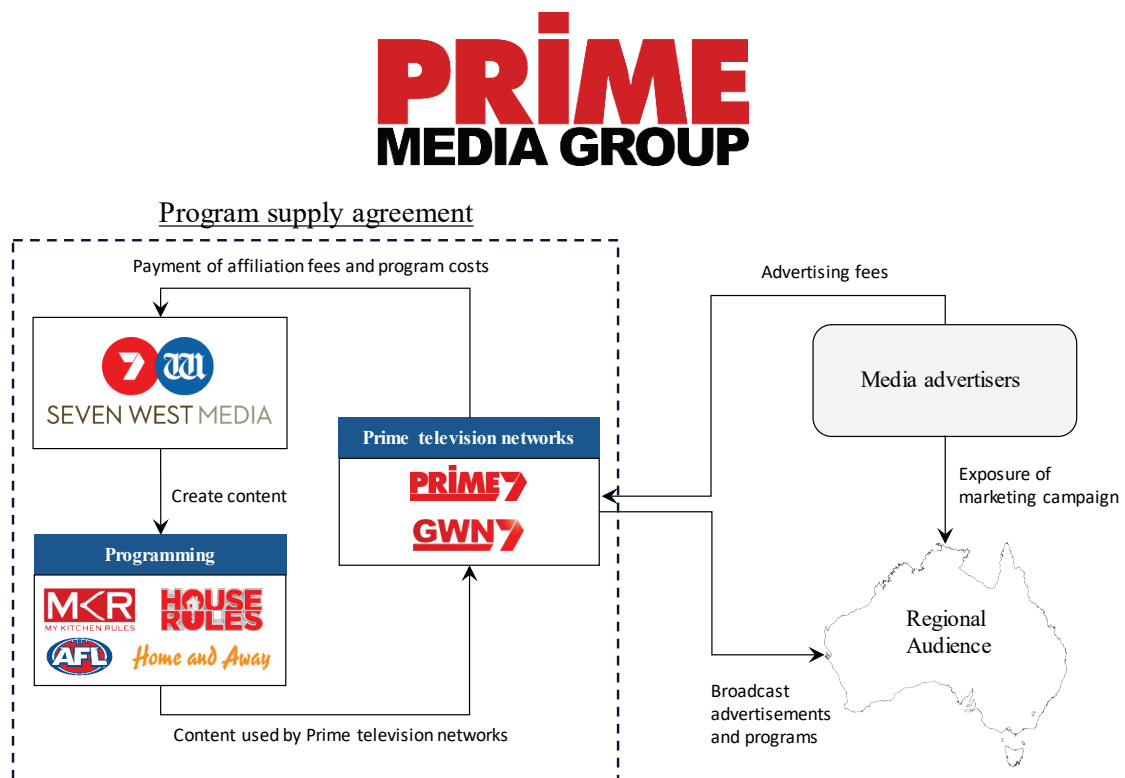 PRIME
MEDIA GROUP
Program supply agreement
Payment of affiliation fees and program costs
Advertising fees
7
W
SEVEN WEST MEDIA
Media advertisers
Prime television networks
PRIME7
GWN7
Exposure of
marketing campaign
Create content
Programming
MKR
MY KITCHEN RULES
HOUSE
RULES
AFL
Home and Away
Regional
Audience
Broadcast
advertisements
and programs
Content used by Prime television networks